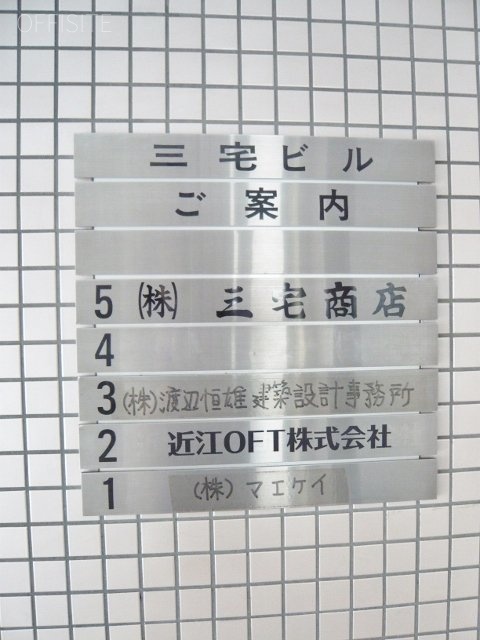 OFFISITE
三宅ビル
ご案内
5 (株) 三宅商店
4
3 (株)渡辺恒雄建築設計事務所
2 近江OFT株式会社
1 (株)マエケイ